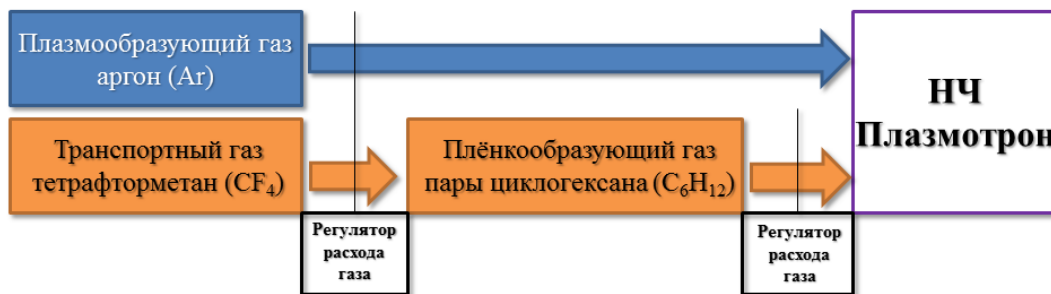 Плазмообразующий газ
аргон (Ar)
Транспортный газ
тетрафторметан (CF₄)
Плёнкообразующий газ
пары циклогексана (C₆H₁₂)
НЧ
Плазмотрон
Регулятор
расхода
газа
Регулятор
расхода
газа